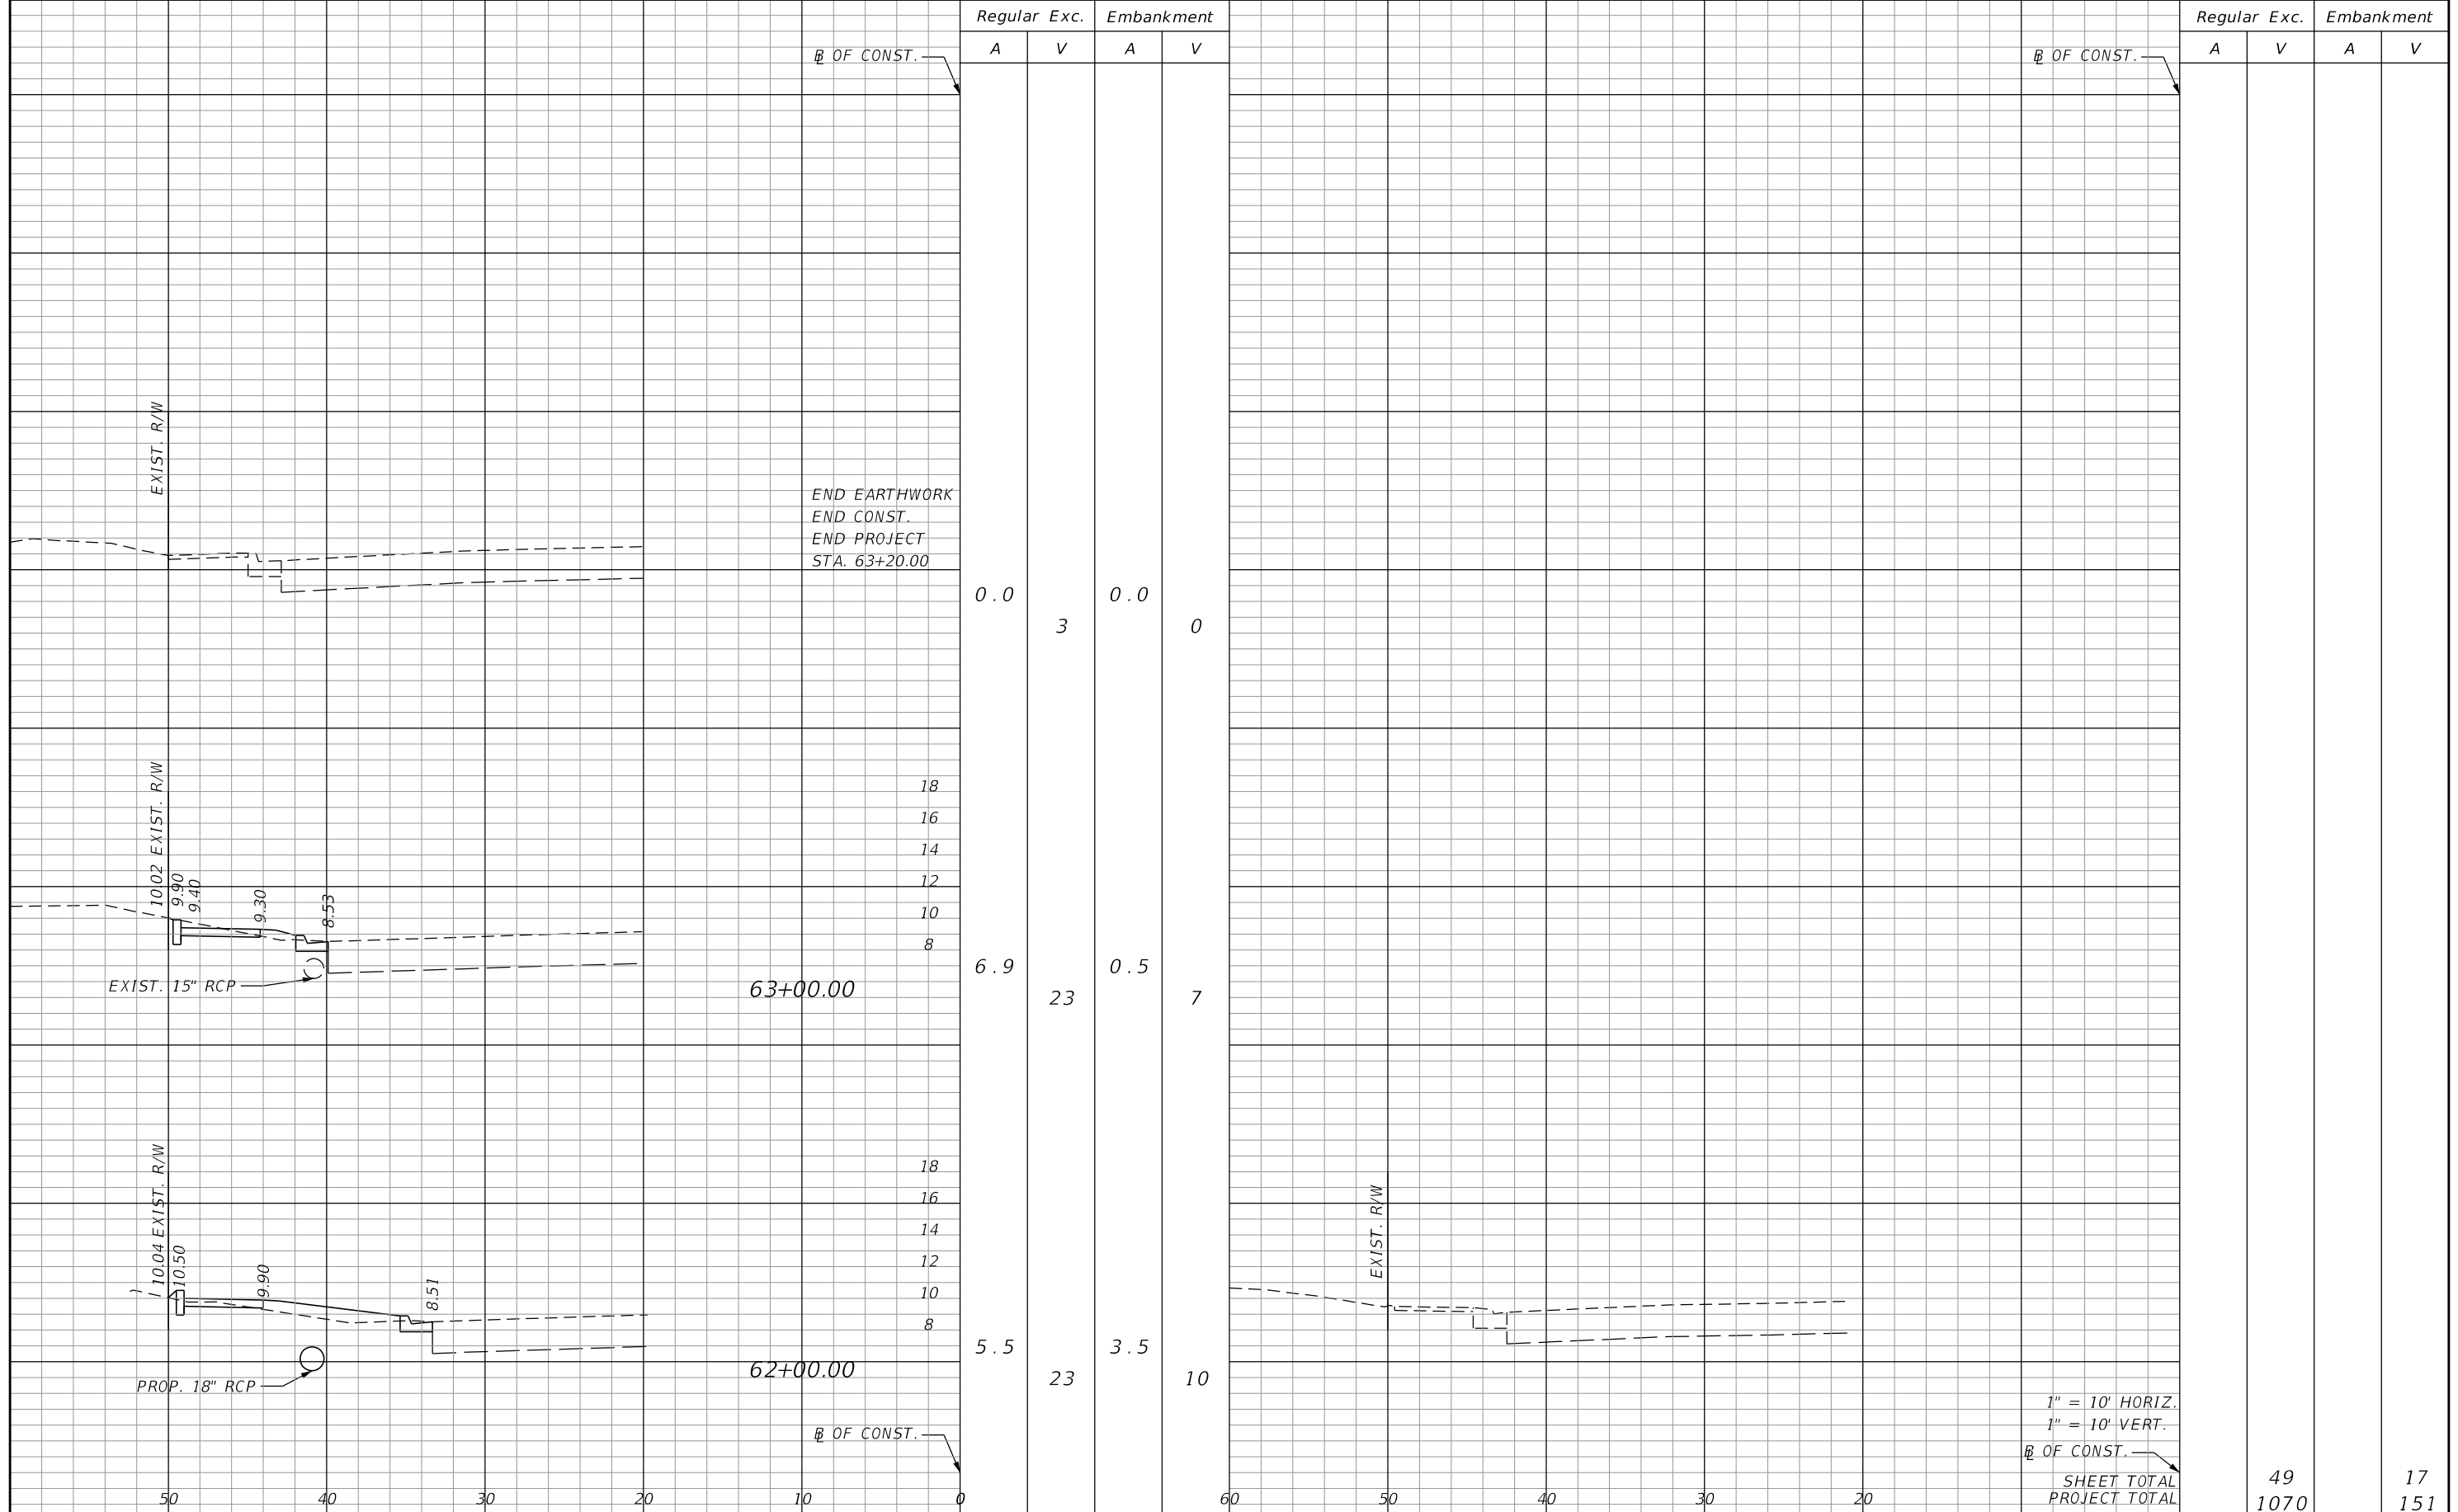 Regular Exc. Embankment
A V A V
Regular Exc. Embankment
A V A V
℄ OF CONST.
℄ OF CONST.
EXIST. R/W
END EARTHWORK
END CONST.
END PROJECT
STA. 63+20.00
0.0 0.0
3 0
10.02 EXIST. R/W
9.90
9.40
9.30
8.53
18
16
14
12
10
8
EXIST. 15" RCP
63+00.00
6.9 0.5
23 7
10.04 EXIST. R/W
10.50
9.90
8.51
18
16
14
12
10
8
PROP. 18" RCP
62+00.00
5.5 3.5
23 10
℄ OF CONST.
50 40 30 20 10 0
EXIST. R/W
1" = 10' HORIZ.
1" = 10' VERT.
℄ OF CONST.
SHEET TOTAL 49 17
PROJECT TOTAL 1070 151
60 50 40 30 20